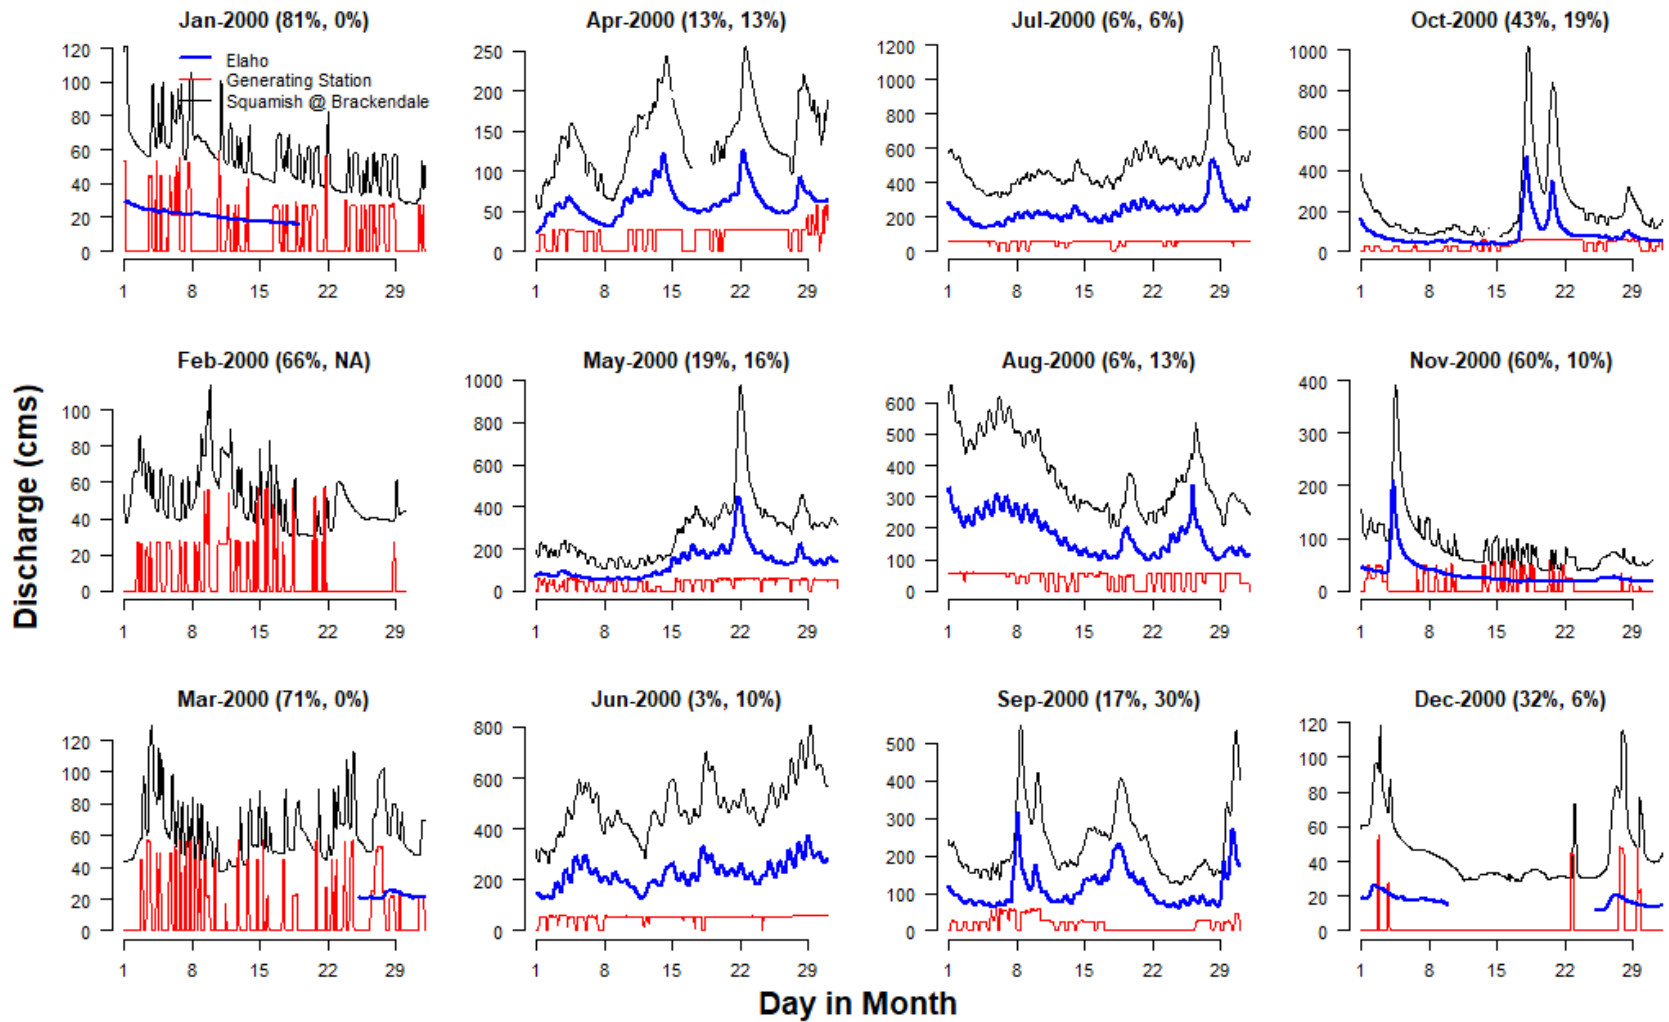 Jan-2000 (81%, 0%)
Apr-2000 (13%, 13%)
Jul-2000 (6%, 6%)
Oct-2000 (43%, 19%)
120
100
80
60
40
20
0
Elaho
Generating Station
Squamish @ Brackendale
1 8 15 22 29
250
200
150
100
50
0
1 8 15 22 29
1200
1000
800
600
400
200
0
1 8 15 22 29
1000
800
600
400
200
0
1 8 15 22 29
Feb-2000 (66%, NA)
May-2000 (19%, 16%)
Aug-2000 (6%, 13%)
Nov-2000 (60%, 10%)
Discharge (cms)
100
80
60
40
20
0
1 8 15 22 29
1000
800
600
400
200
0
1 8 15 22 29
600
500
400
300
200
100
0
1 8 15 22 29
400
300
200
100
50
0
1 8 15 22 29
Mar-2000 (71%, 0%)
Jun-2000 (3%, 10%)
Sep-2000 (17%, 30%)
Dec-2000 (32%, 6%)
120
100
80
60
40
20
0
1 8 15 22 29
800
600
400
200
0
1 8 15 22 29
500
400
300
200
100
0
1 8 15 22 29
120
100
80
60
40
20
0
1 8 15 22 29
Day in Month